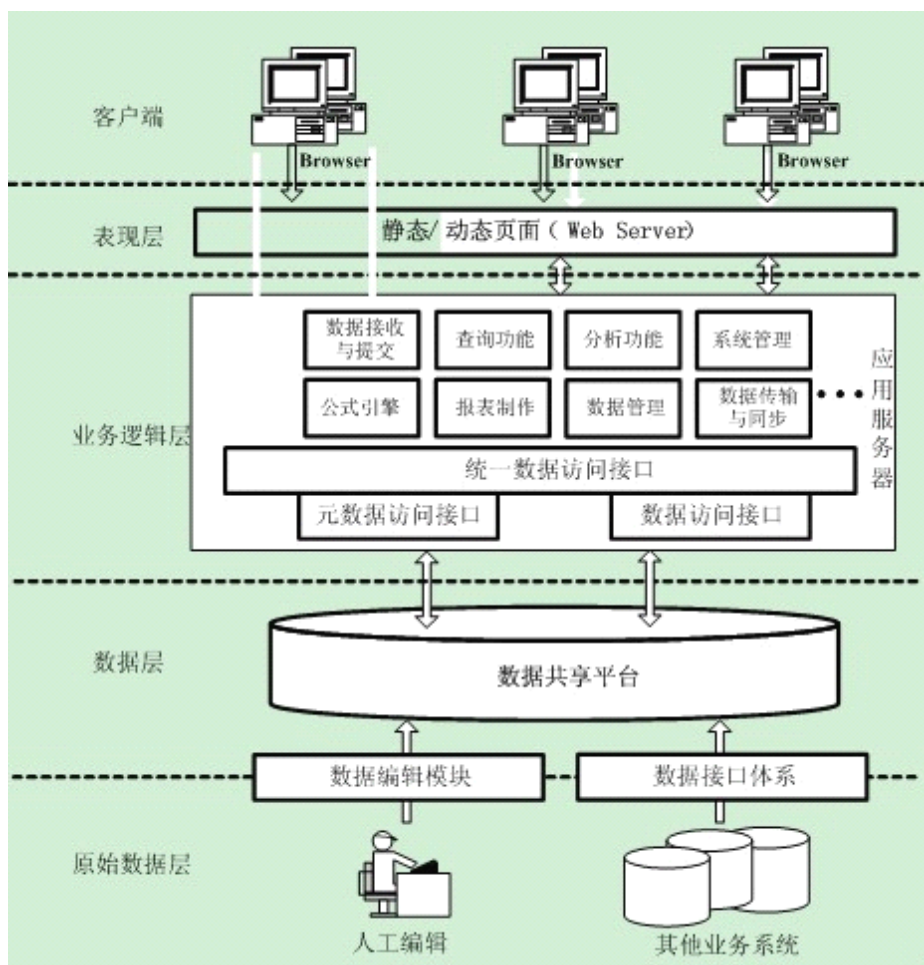 客户端
Browser
Browser
Browser
表现层
静态/动态页面（Web Server）
业务逻辑层
数据接收
与提交
查询功能
分析功能
系统管理
公式引擎
报表制作
数据管理
数据传输
与同步
•••
应用服务器
统一数据访问接口
元数据访问接口
数据访问接口
数据层
数据共享平台
数据编辑模块
数据接口体系
原始数据层
人工编辑
其他业务系统